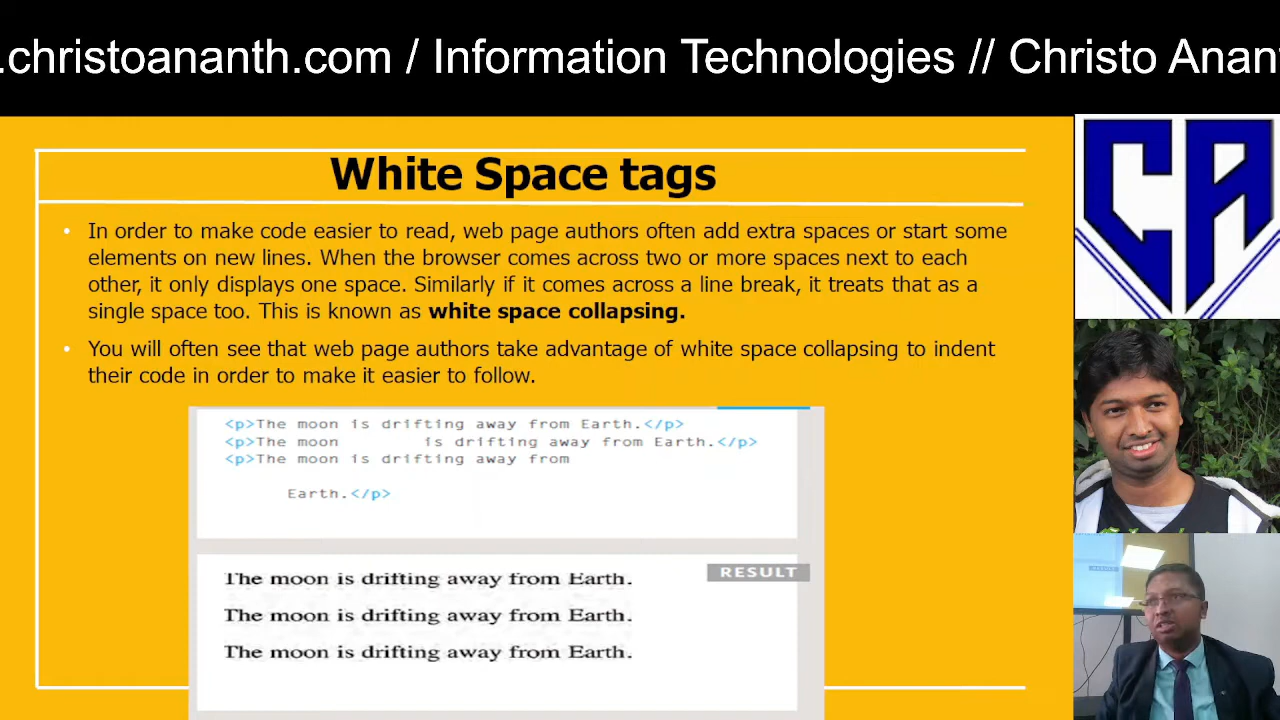 .christoananth.com / Information Technologies // Christo Anan
White Space tags
• In order to make code easier to read, web page authors often add extra spaces or start some
elements on new lines. When the browser comes across two or more spaces next to each
other, it only displays one space. Similarly if it comes across a line break, it treats that as a
single space too. This is known as white space collapsing.
• You will often see that web page authors take advantage of white space collapsing to indent
their code in order to make it easier to follow.
<p>The moon is drifting away from Earth.</p>
<p>The moon         is drifting away from Earth.</p>
<p>The moon is drifting away from
Earth.</p>
RESULT
The moon is drifting away from Earth.
The moon is drifting away from Earth.
The moon is drifting away from Earth.
CA